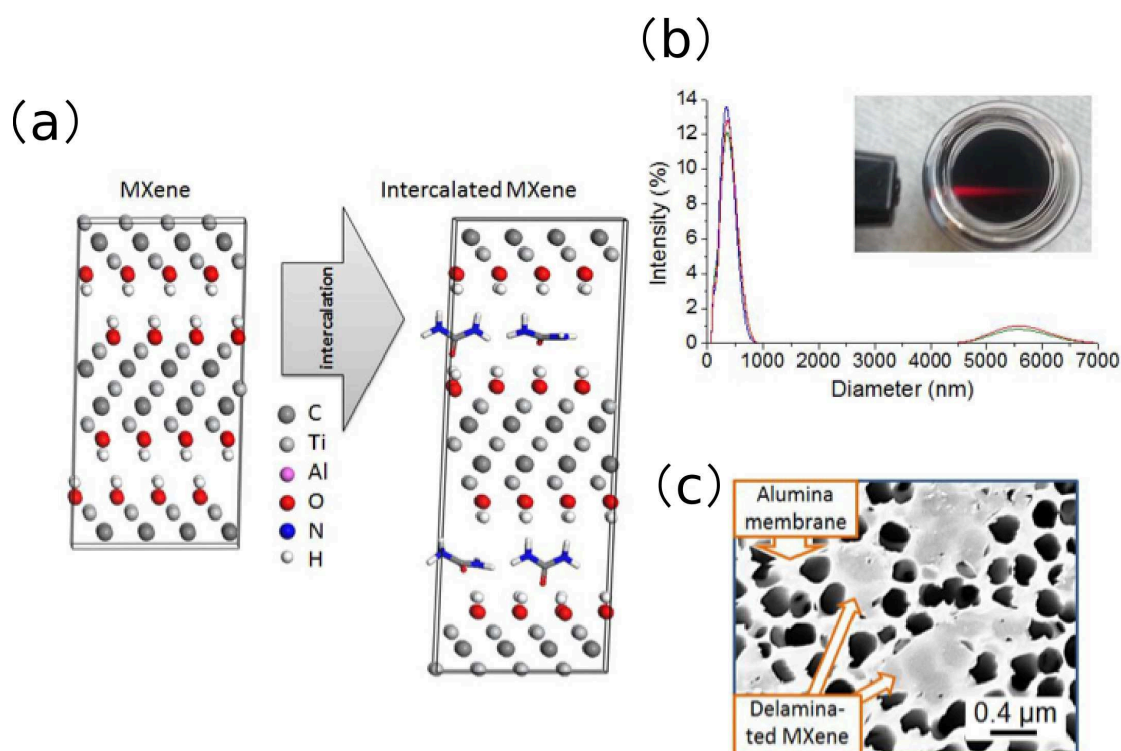 (a)
MXene
Intercalated MXene
intercalation
C
Ti
Al
O
N
H
(b)
14
12
10
8
6
4
2
0
Intensity (%)
0 1000 2000 3000 4000 5000 6000 7000
Diameter (nm)
(c)
Alumina
membrane
Delamina-
ted MXene
0.4 µm